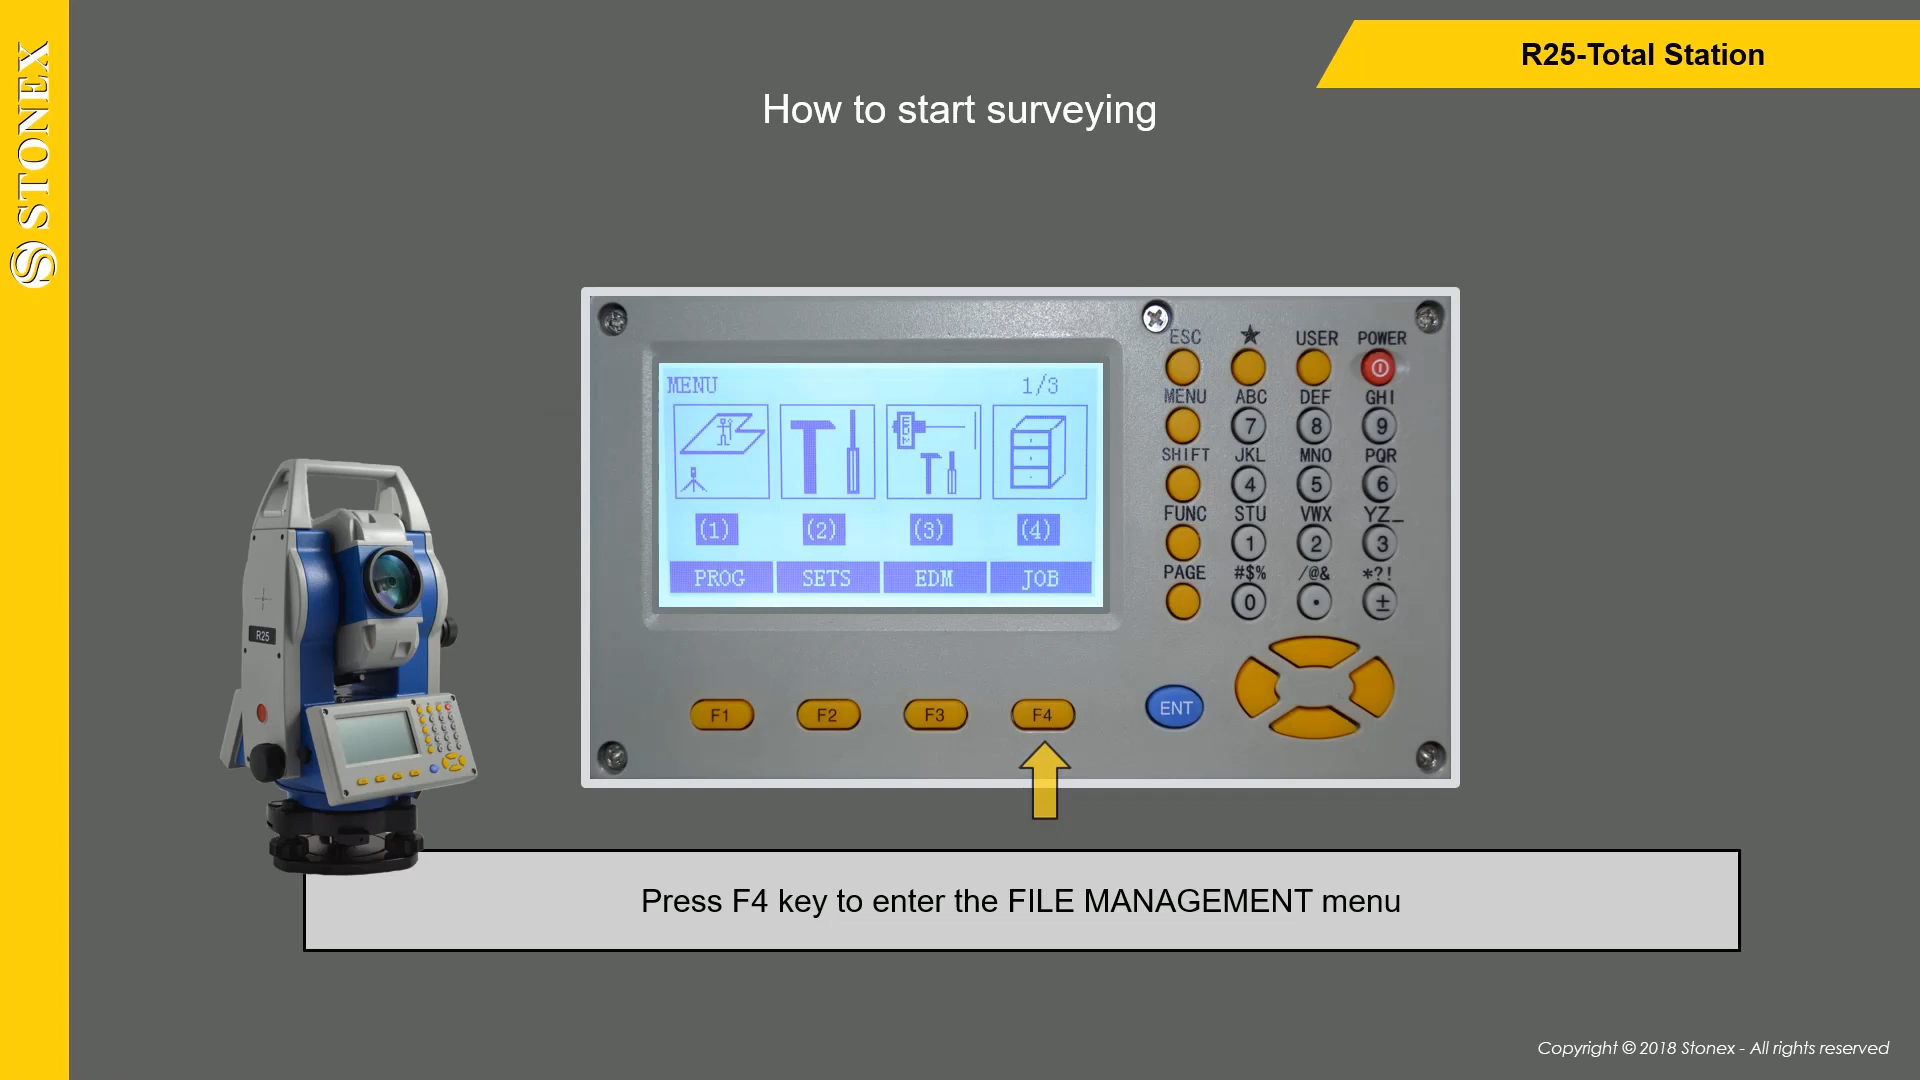 STONEX
R25-Total Station
How to start surveying
ESC ★ USER POWER
MENU 1/3
MENU ABC DEF GHI
7 8 9
EDM
SHIFT JKL MNO PQR
4 5 6
FUNC STU VWX YZ_
(1) (2) (3) (4)
1 2 3
PAGE #$% /@& *?!
PROG SETS EDM JOB
0 • ±
R25
F1 F2 F3 F4 ENT
Press F4 key to enter the FILE MANAGEMENT menu
Copyright © 2018 Stonex - All rights reserved